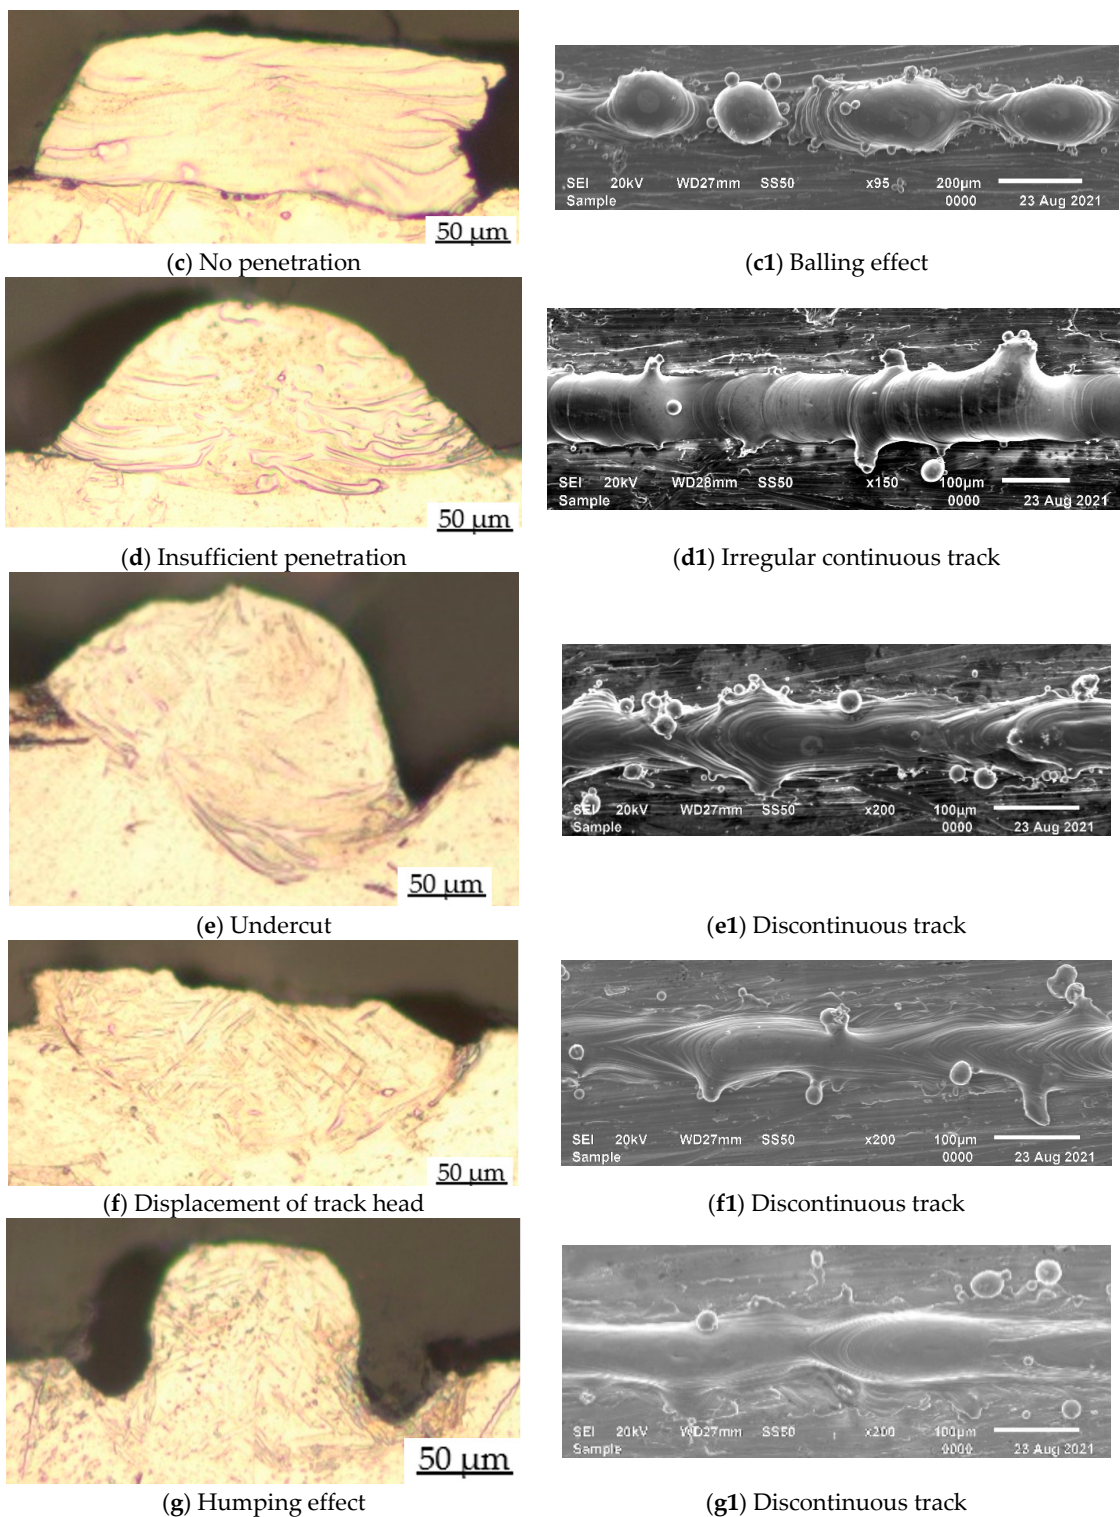 50 µm
SEI 20kV WD27mm SS50 x95 200µm
Sample 0000 23 Aug 2021
(c) No penetration
(c1) Balling effect
50 µm
SEI 20kV WD28mm SS50 x150 100µm
Sample 0000 23 Aug 2021
(d) Insufficient penetration
(d1) Irregular continuous track
50 µm
SEI 20kV WD27mm SS50 x200 100µm
Sample 0000 23 Aug 2021
(e) Undercut
(e1) Discontinuous track
50 µm
SEI 20kV WD27mm SS50 x200 100µm
Sample 0000 23 Aug 2021
(f) Displacement of track head
(f1) Discontinuous track
50 µm
SEI 20kV WD27mm SS50 x200 100µm
Sample 0000 23 Aug 2021
(g) Humping effect
(g1) Discontinuous track